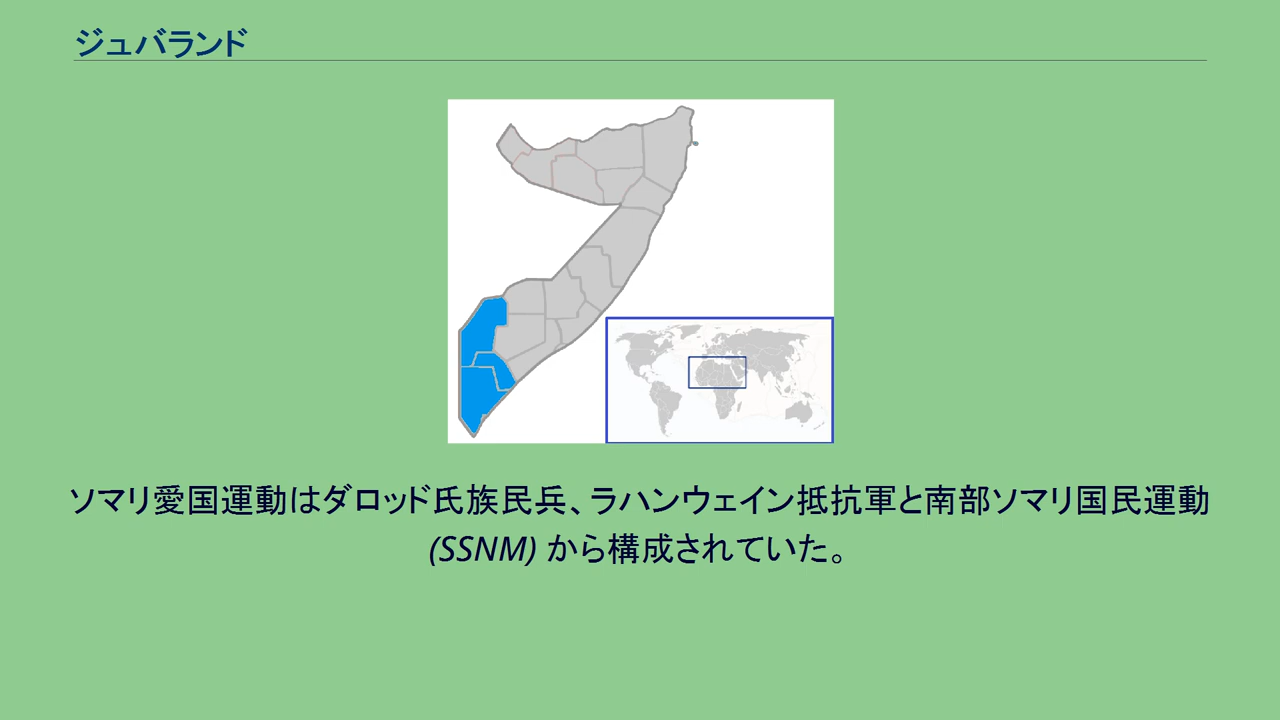 ジュバランド
ソマリ愛国運動はダロッド氏族民兵、ラハンウェイン抵抗軍と南部ソマリ国民運動
(SSNM) から構成されていた。